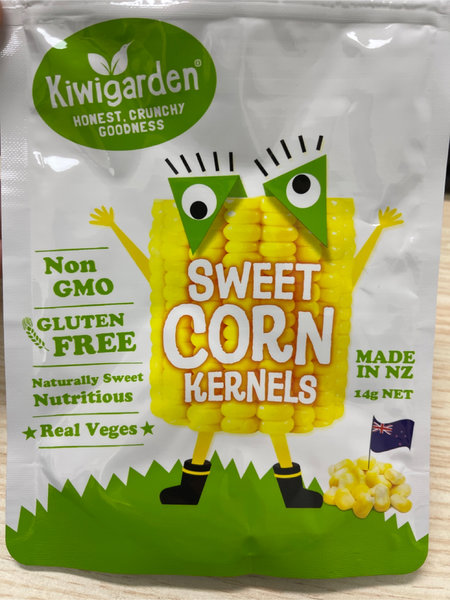 Kiwigarden®
HONEST, CRUNCHY
GOODNESS
SWEET
CORN
KERNELS
Non
GMO
GLUTEN
FREE
Naturally Sweet
Nutritious
★Real Veges★
MADE
IN NZ
14g NET